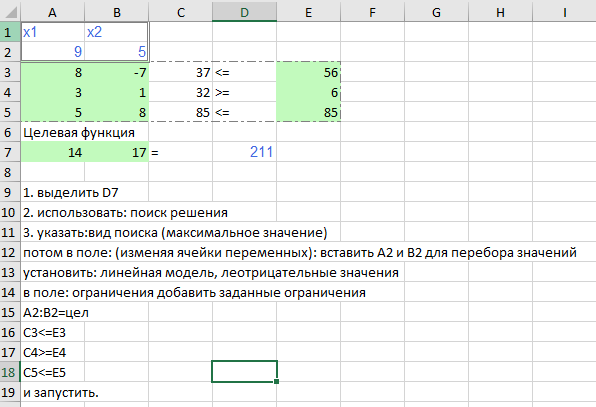 A B C D E F G H I
1 x1 x2
2 9 5
3 8 -7 37 <= 56
4 3 1 32 >= 6
5 5 8 85 <= 85
6 Целевая функция
7 14 17 = 211
8
9 1. выделить D7
10 2. использовать: поиск решения
11 3. указать:вид поиска (максимальное значение)
12 потом в поле: (изменяя ячейки переменных): вставить A2 и B2 для перебора значений
13 установить: линейная модель, леотрицательные значения
14 в поле: ограничения добавить заданные ограничения
15 A2:B2=цел
16 C3<=E3
17 C4>=E4
18 C5<=E5
19 и запустить.